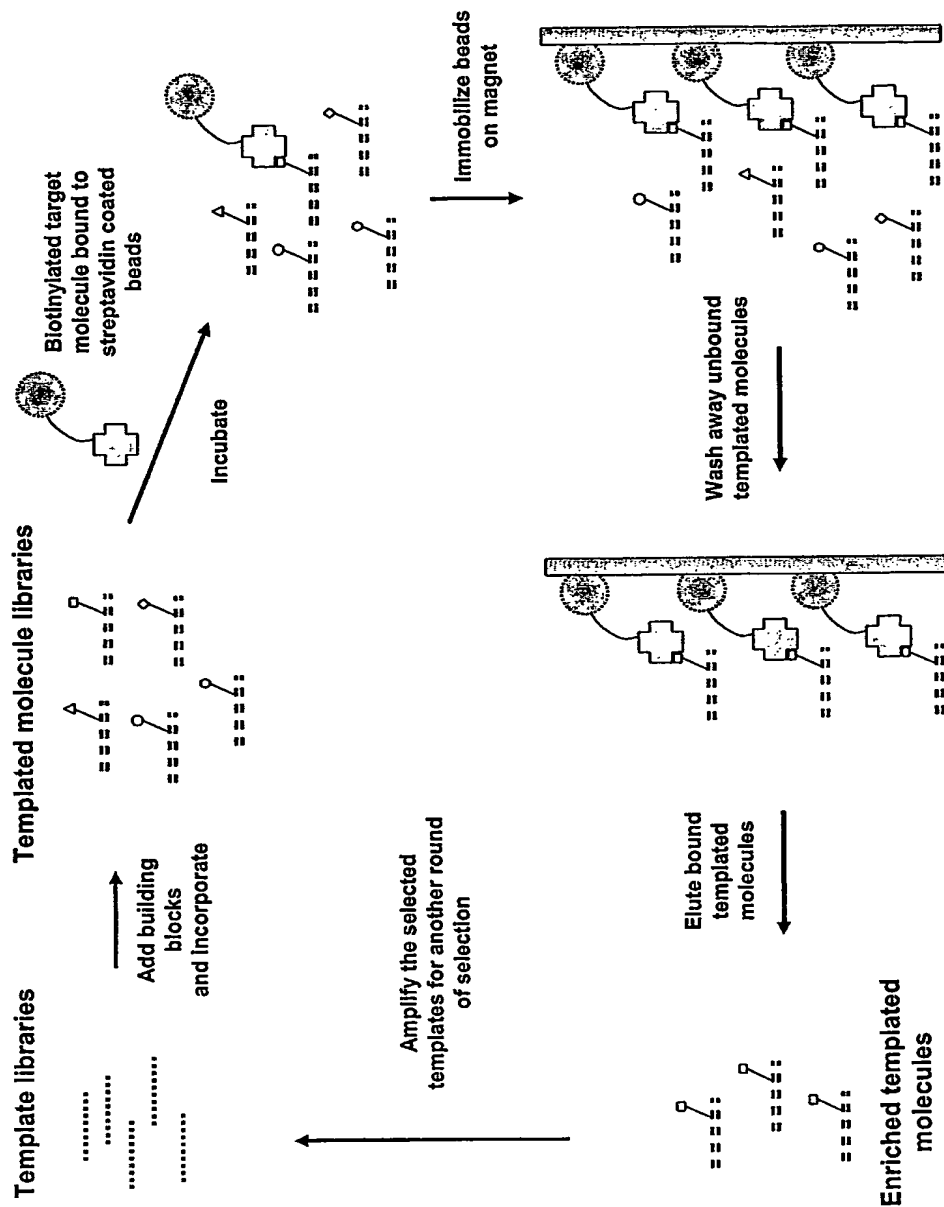 Template libraries
Add building
blocks
and incorporate
Templated molecule libraries
Biotinylated target
molecule bound to
streptavidin coated
beads
Incubate
Immobilize beads
on magnet
Wash away unbound
templated molecules
Elute bound
templated
molecules
Enriched templated
molecules
Amplify the selected
templates for another round
of selection